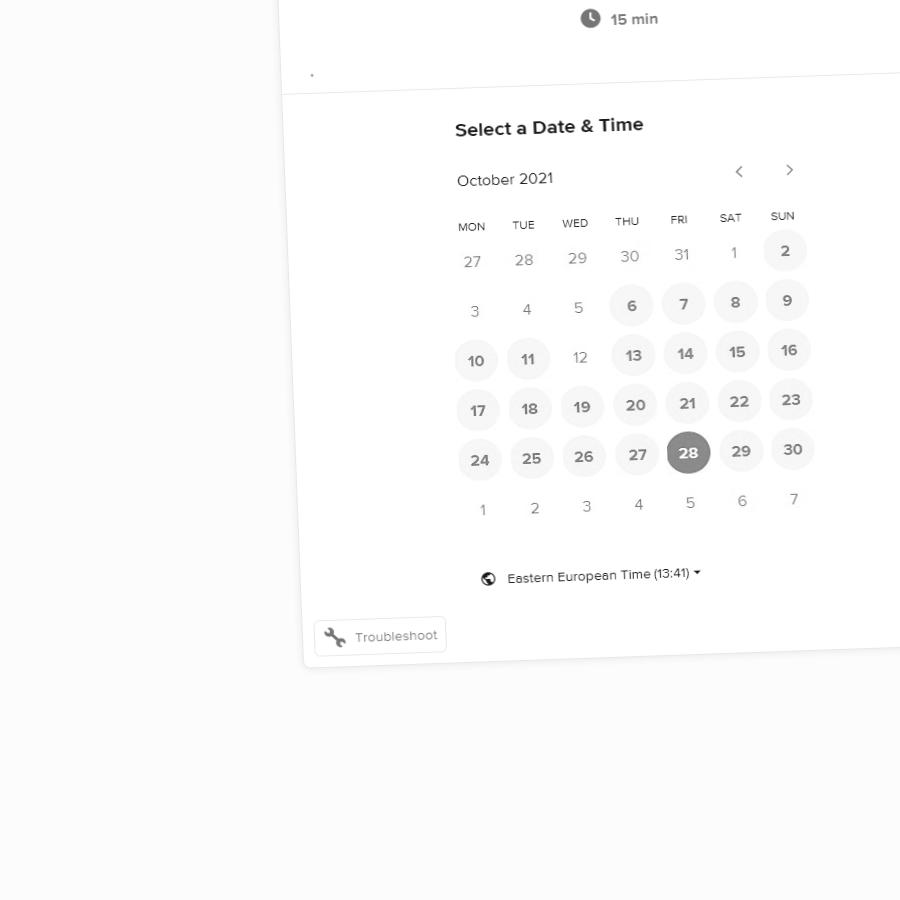 15 min
Select a Date & Time
October 2021
MON TUE WED THU FRI SAT SUN
27 28 29 30 31 1 2
3 4 5 6 7 8 9
10 11 12 13 14 15 16
17 18 19 20 21 22 23
24 25 26 27 28 29 30
1 2 3 4 5 6 7
Eastern European Time (13:41)
Troubleshoot